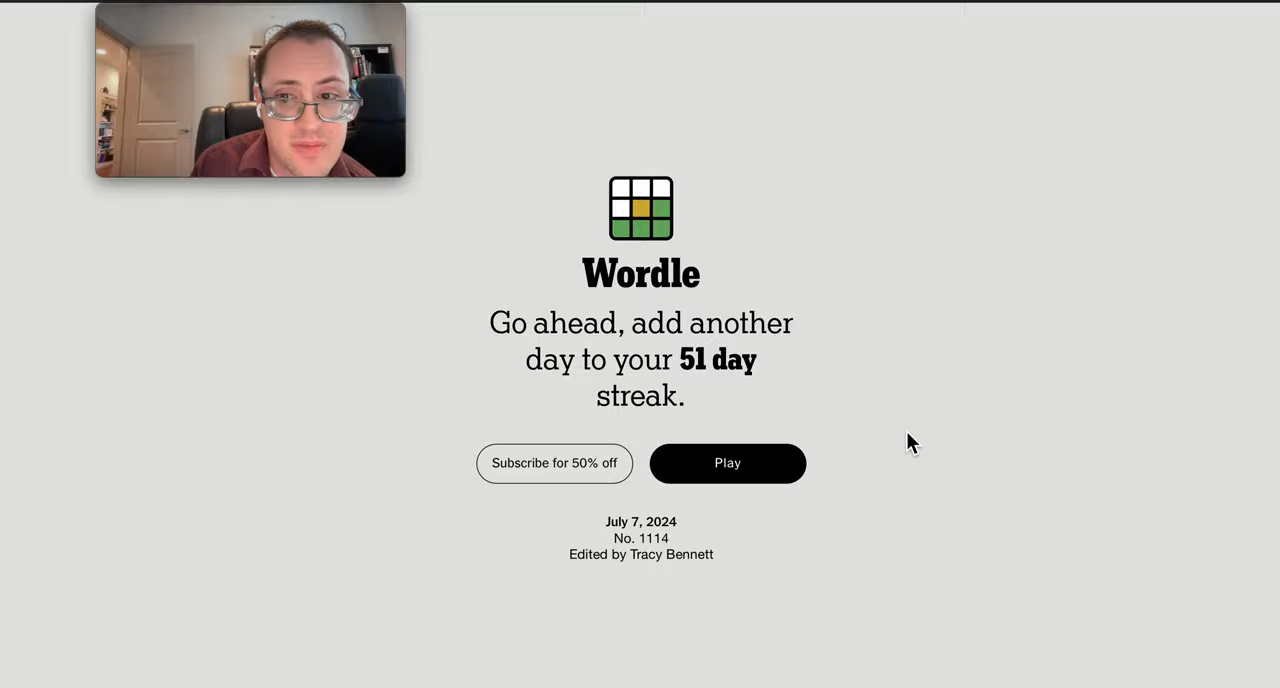 Wordle
Go ahead, add another
day to your 51 day
streak.
Subscribe for 50% off
Play
July 7, 2024
No. 1114
Edited by Tracy Bennett